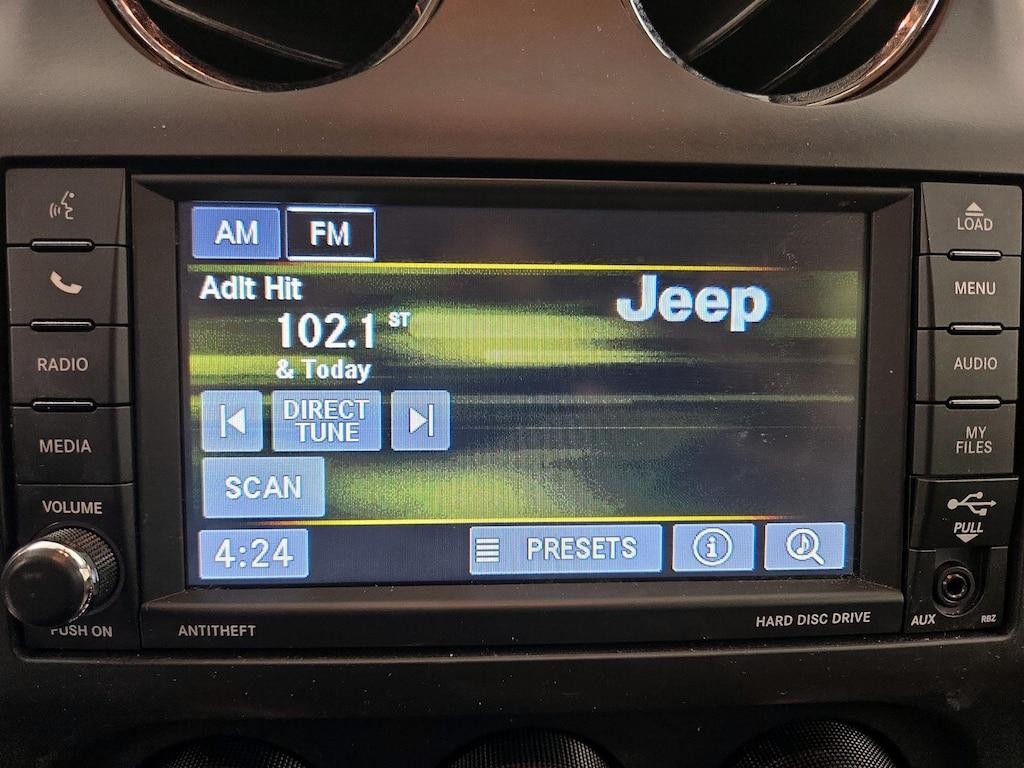 AM FM
Adlt Hit
102.1 ST
& Today
DIRECT
TUNE
SCAN
4:24 PRESETS
Jeep
RADIO
MEDIA
VOLUME
PUSH ON
ANTITHEFT
HARD DISC DRIVE
LOAD
MENU
AUDIO
MY
FILES
PULL
AUX RBZ